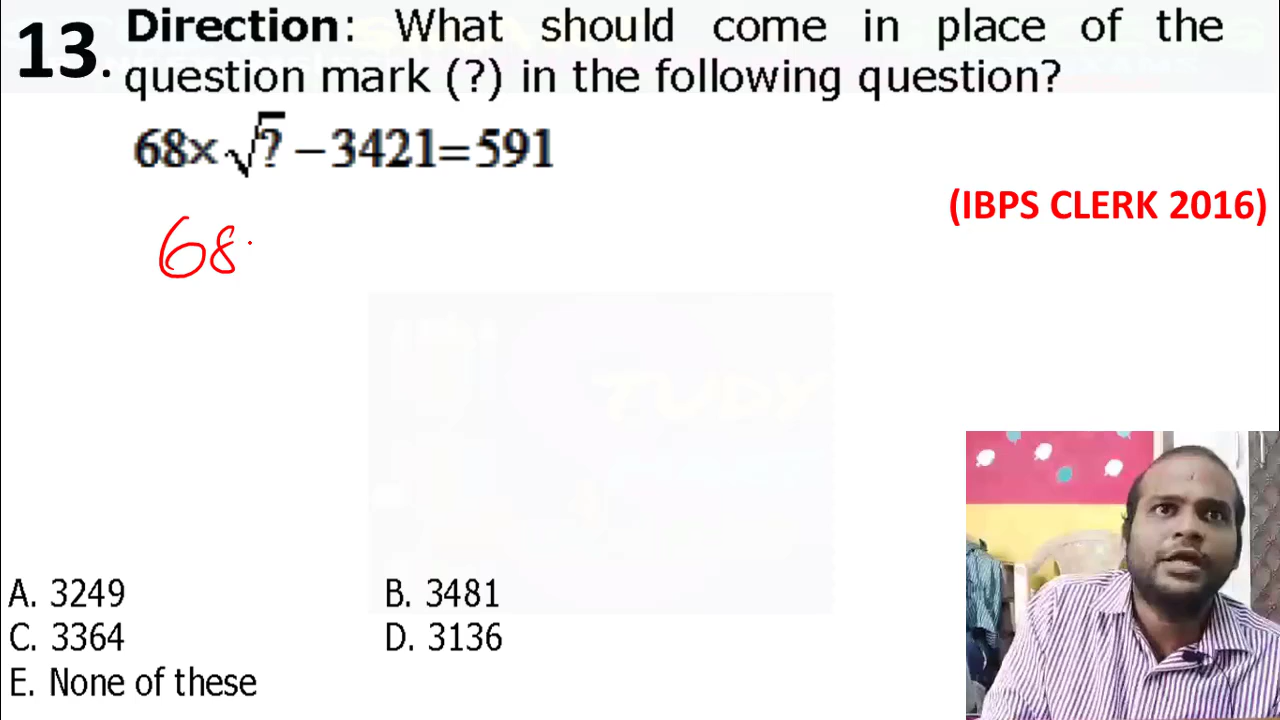 13. Direction: What should come in place of the
question mark (?) in the following question?
68×√? −3421=591
(IBPS CLERK 2016)
68
A. 3249 B. 3481
C. 3364 D. 3136
E. None of these